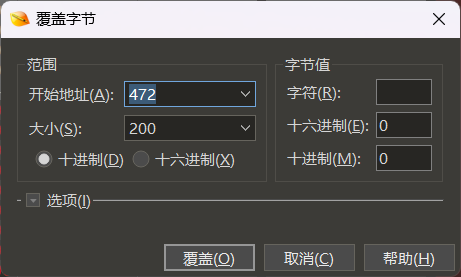 覆盖字节
范围
开始地址(A): 472
大小(S): 200
十进制(D) 十六进制(X)
字节值
字符(R):
十六进制(E): 0
十进制(M): 0
选项(I)
覆盖(O) 取消(C) 帮助(H)